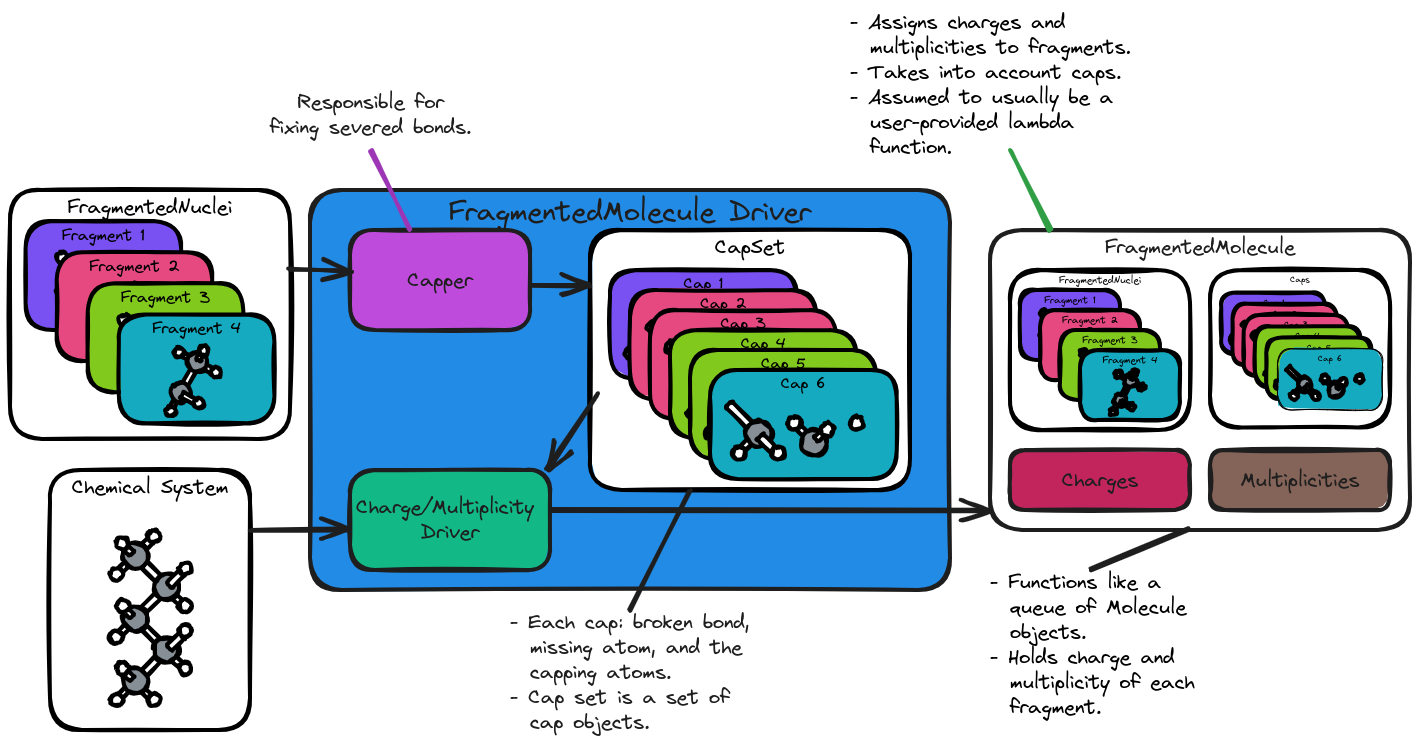 - Assigns charges and
multiplicities to fragments.
- Takes into account caps.
- Assumed to usually be a
user-provided lambda
function.
Responsible for
fixing severed bonds.
FragmentedNuclei
Fragment 1
Fragment 2
Fragment 3
Fragment 4
FragmentedMolecule Driver
Capper
CapSet
Cap 1
Cap 2
Cap 3
Cap 4
Cap 5
Cap 6
Charge/Multiplicity
Driver
Chemical System
FragmentedMolecule
FragmentedNuclei
Fragment 1
Fragment 2
Fragment 3
Fragment 4
Caps
Cap 6
Charges
Multiplicities
- Each cap: broken bond,
missing atom, and the
capping atoms.
- Cap set is a set of
cap objects.
- Functions like a
queue of Molecule
objects.
- Holds charge and
multiplicity of each
fragment.